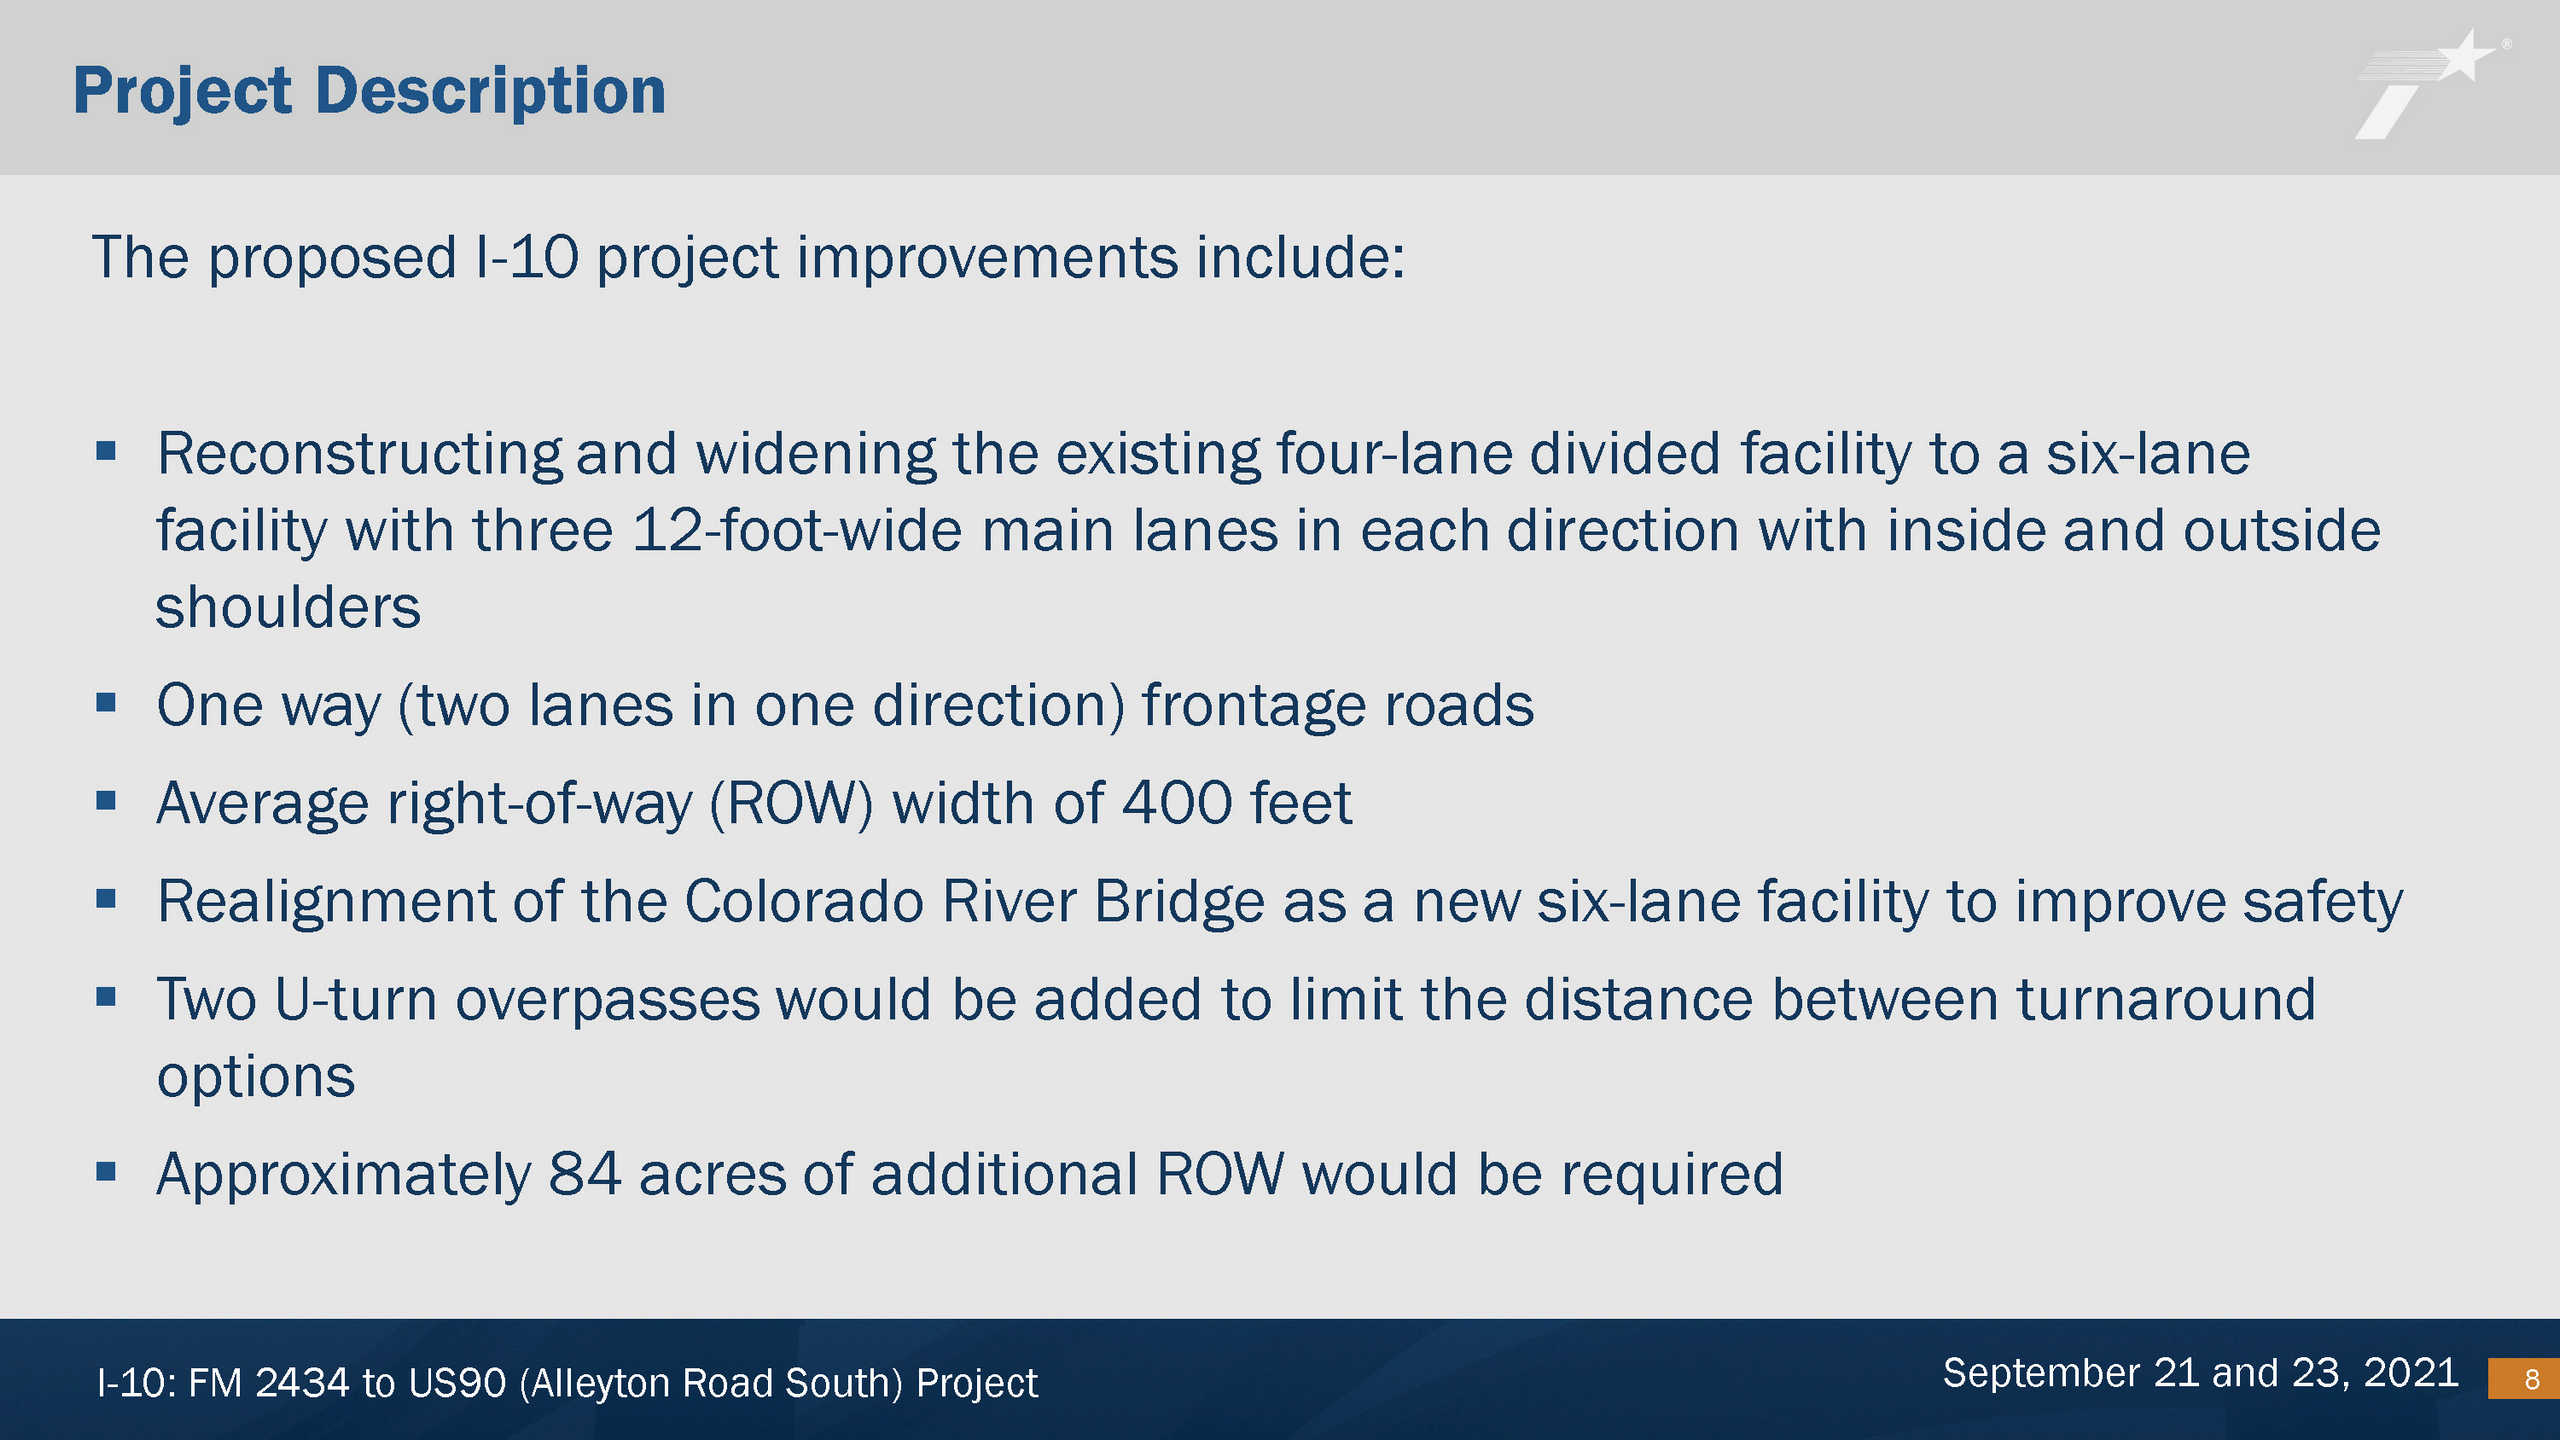 Project Description
®
The proposed I-10 project improvements include:
▪ Reconstructing and widening the existing four-lane divided facility to a six-lane
facility with three 12-foot-wide main lanes in each direction with inside and outside
shoulders
▪ One way (two lanes in one direction) frontage roads
▪ Average right-of-way (ROW) width of 400 feet
▪ Realignment of the Colorado River Bridge as a new six-lane facility to improve safety
▪ Two U-turn overpasses would be added to limit the distance between turnaround
options
▪ Approximately 84 acres of additional ROW would be required
I-10: FM 2434 to US90 (Alleyton Road South) Project
September 21 and 23, 2021
8